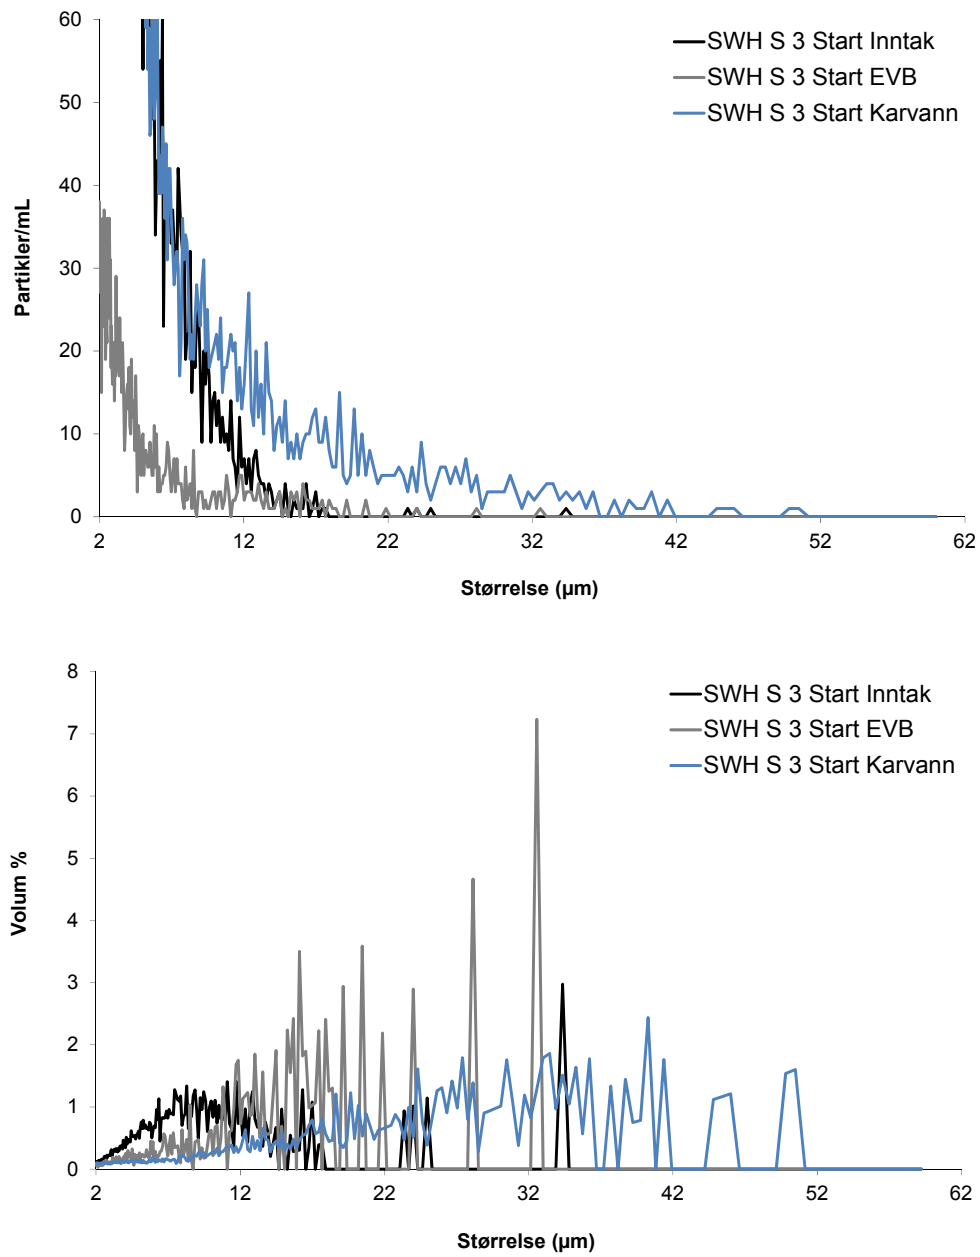 60
50
40
30
20
10
0
Partikler/mL
SWH S 3 Start Inntak
SWH S 3 Start EVB
SWH S 3 Start Karvann
2 12 22 32 42 52 62
Størrelse (µm)
8
7
6
5
4
3
2
1
0
Volum %
SWH S 3 Start Inntak
SWH S 3 Start EVB
SWH S 3 Start Karvann
2 12 22 32 42 52 62
Størrelse (µm)